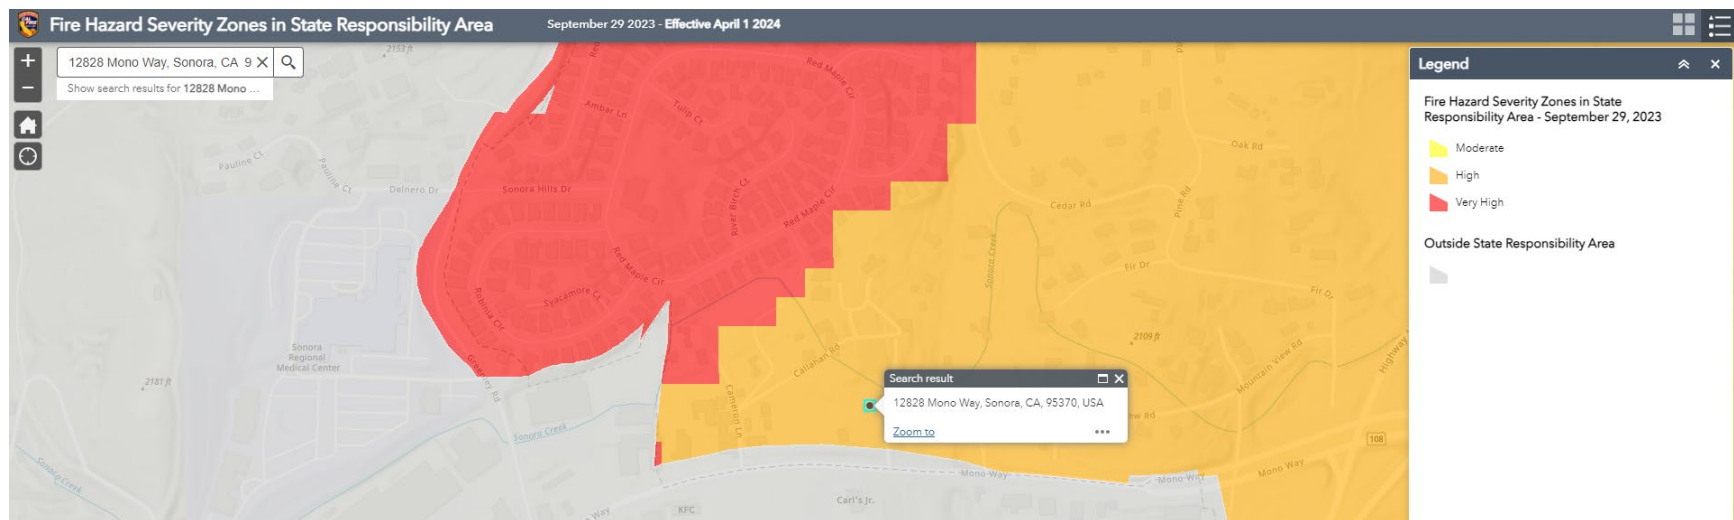 Fire Hazard Severity Zones in State Responsibility Area
September 29 2023 - Effective April 1 2024
12828 Mono Way, Sonora, CA 9
Show search results for 12828 Mono ...
2153 ft
Red Maple Cir
Ambar Ln
Tulip Ct
Pauline Ct
Pauline Ct
Delnero Dr
Sonora Hills Dr
River Birch Ct
Red Maple Cir
Oak Rd
Cedar Rd
Pine Rd
Sonora Creek
Red Maple Cir
Fir Dr
Fir Dr
Syacamore Ct
Robinia Cir
Sonora
Regional
Medical Center
2181 ft
Greenley Rd
Callahan Rd
Cameron Ln
2109 ft
Mountain View Rd
Highway
Search result
12828 Mono Way, Sonora, CA, 95370, USA
Zoom to
ew Rd
108
Sonora Creek
Sonora Creek
Mono Way
Mono Way
Mono Way
Way
KFC
Carl's Jr.
Legend
Fire Hazard Severity Zones in State
Responsibility Area - September 29, 2023
Moderate
High
Very High
Outside State Responsibility Area